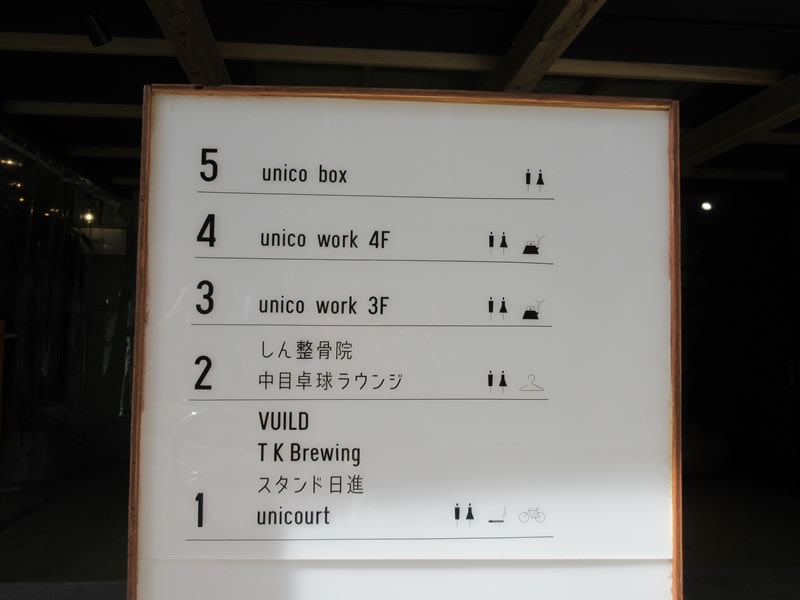 5 unico box
4 unico work 4F
3 unico work 3F
しん整骨院
2 中目卓球ラウンジ
VUILD
T K Brewing
スタンド日進
1 unicourt